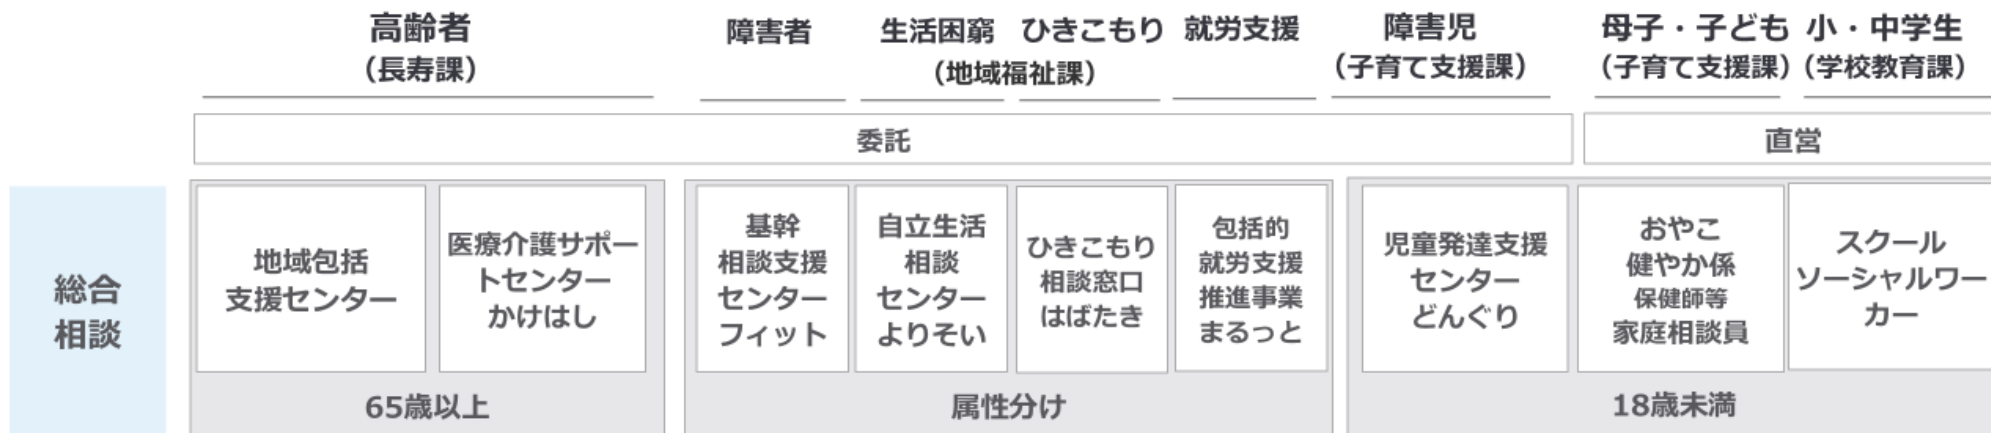 高齢者
（長寿課）
障害者
生活困窮
ひきこもり
就労支援
（地域福祉課）
障害児
（子育て支援課）
母子・子ども
（子育て支援課）
小・中学生
（学校教育課）
委託
直営
総合
相談
地域包括
支援センター
医療介護サポー
トセンター
かけはし
65歳以上
基幹
相談支援
センター
フィット
自立生活
相談
センター
よりそい
ひきこもり
相談窓口
はばたき
包括的
就労支援
推進事業
まるっと
属性分け
児童発達支援
センター
どんぐり
おやこ
健やか係
保健師等
家庭相談員
スクール
ソーシャルワー
カー
18歳未満